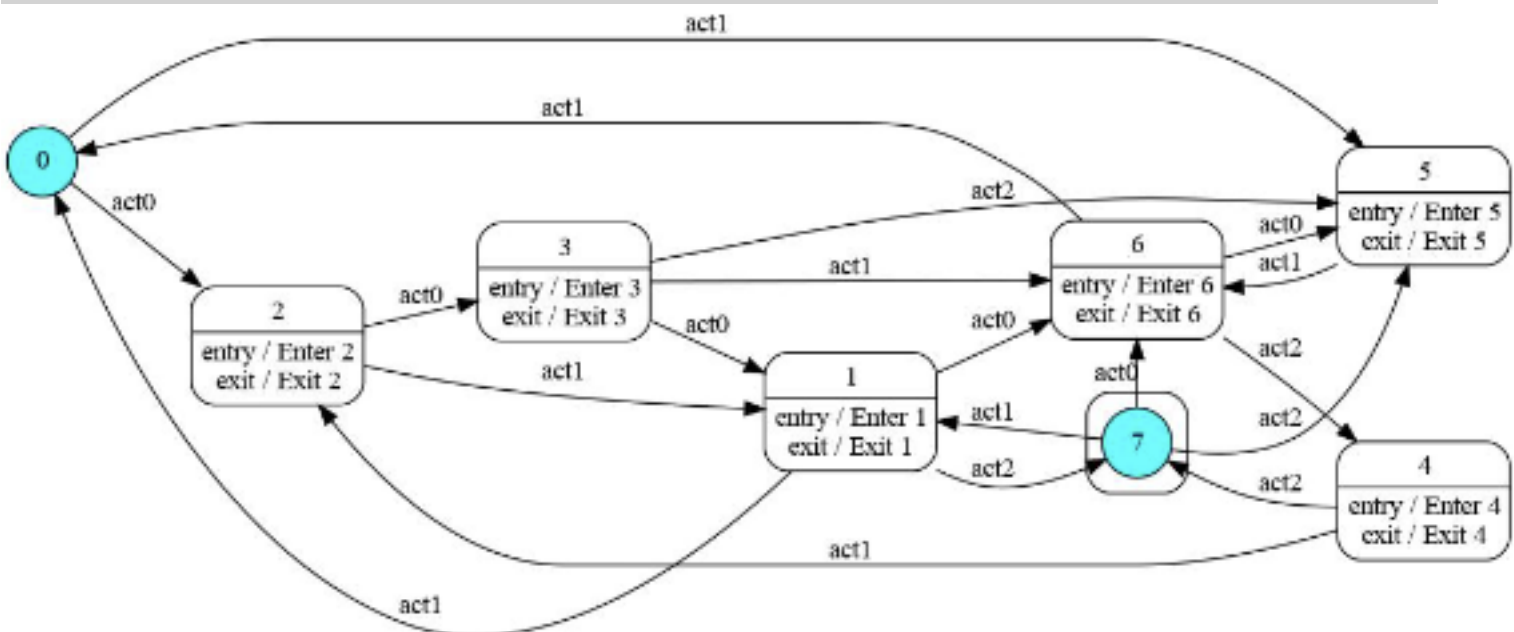 act1
act1
0
act0
act2
5
entry / Enter 5
exit / Exit 5
3
entry / Enter 3
exit / Exit 3
6
entry / Enter 6
exit / Exit 6
act0
act1
act1
2
entry / Enter 2
exit / Exit 2
act0
act0
act0
act1
1
entry / Enter 1
exit / Exit 1
act0
act2
act1
7
act2
act2
act2
4
entry / Enter 4
exit / Exit 4
act1
act1